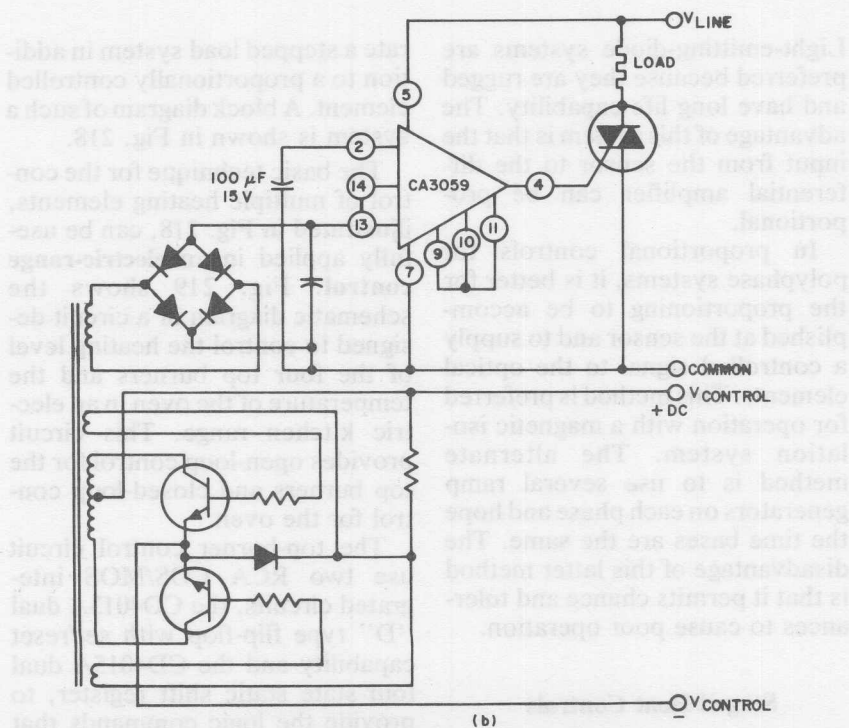 VLINE
LOAD
5
2
100 µF
15 V
14
CA3059
4
13
11
10
9
7
COMMON
VCONTROL
+ DC
VCONTROL
−
(b)
Light-emitting-diode systems are
preferred because they are rugged
and have long life capability. The
advantage of this system is that the
input from the sensor to the dif-
ferential amplifier can be pro-
portional.
In proportional controls
polyphase systems, it is better for
the proportioning to be accom-
plished at the sensor and to supply
a controlled signal to the optical
element. This method is preferred
for operation with a magnetic iso-
lation system. The alternate
method is to use several ramp
generators on each phase and hope
the time bases are the same. The
disadvantage of this latter method
is that it permits chance and toler-
ances to cause poor operation.
Controls
rate a stepped load system in addi-
tion to a proportionally controlled
element. A block diagram of such a
system is shown in Fig. 218.
The basic technique for the con-
trol of multiple heating elements,
illustrated in Fig. 218, can be use-
fully applied in electric-range
control. Fig. 219 shows the
schematic diagram of a circuit de-
signed to control the heating level
of the four top burners and the
temperature of the oven in an elec-
tric kitchen range. This circuit
provides open-loop control for the
top burners and closed-loop con-
trol for the oven.
The top-burner control circuit
use two RCA COS/MOS inte-
grated circuits, the dual
"D" type flip-flop with set/reset
capability and the dual
four state static shift register, to
provide the logic commands that